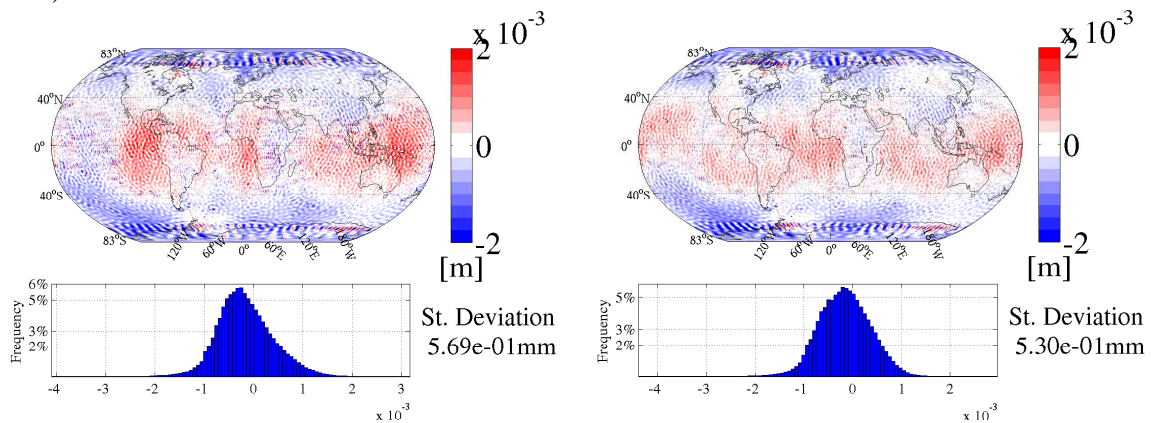 x 10⁻³
2
0
-2
[m]
83°N
40°N
0°
40°S
83°S
120°W
60°W
0°
60°E
120°E
180°W
x 10⁻³
2
0
-2
[m]
83°N
40°N
0°
40°S
83°S
120°W
60°W
0°
60°E
120°E
180°W
Frequency
6%
5%
3%
2%
-4 -3 -2 -1 0 1 2 3
x 10⁻³
St. Deviation
5.69e-01mm
Frequency
5%
3%
2%
-4 -3 -2 -1 0 1 2
x 10⁻³
St. Deviation
5.30e-01mm